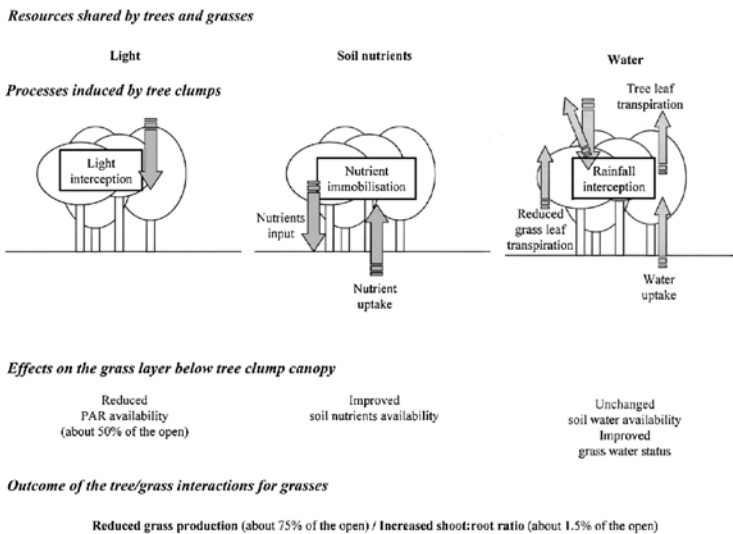 Resources shared by trees and grasses
Light
Soil nutrients
Water
Processes induced by tree clumps
Tree leaf
transpiration
Light
interception
Nutrient
immobilisation
Rainfall
interception
Nutrients
input
Reduced
grass leaf
transpiration
Nutrient
uptake
Water
uptake
Effects on the grass layer below tree clump canopy
Reduced
PAR availability
(about 50% of the open)
Improved
soil nutrients availability
Unchanged
soil water availability
Improved
grass water status
Outcome of the tree/grass interactions for grasses
Reduced grass production (about 75% of the open) / Increased shoot:root ratio (about 1.5% of the open)